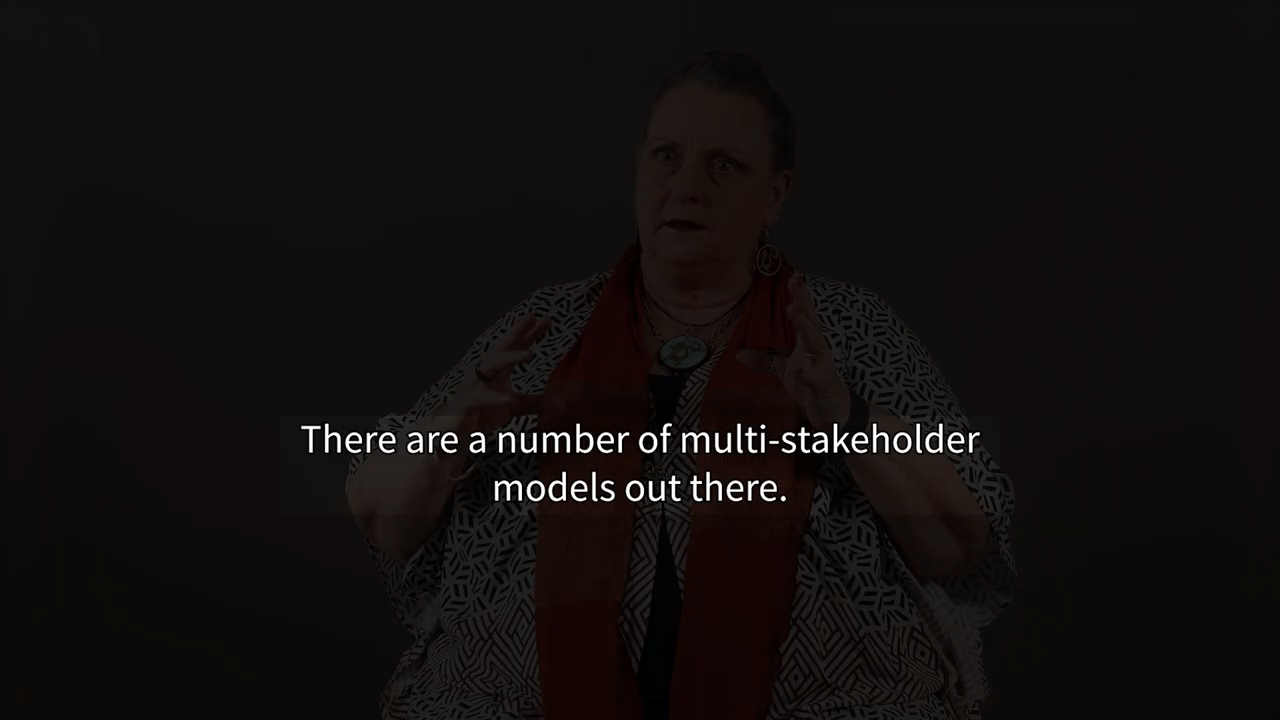 There are a number of multi-stakeholder
models out there.